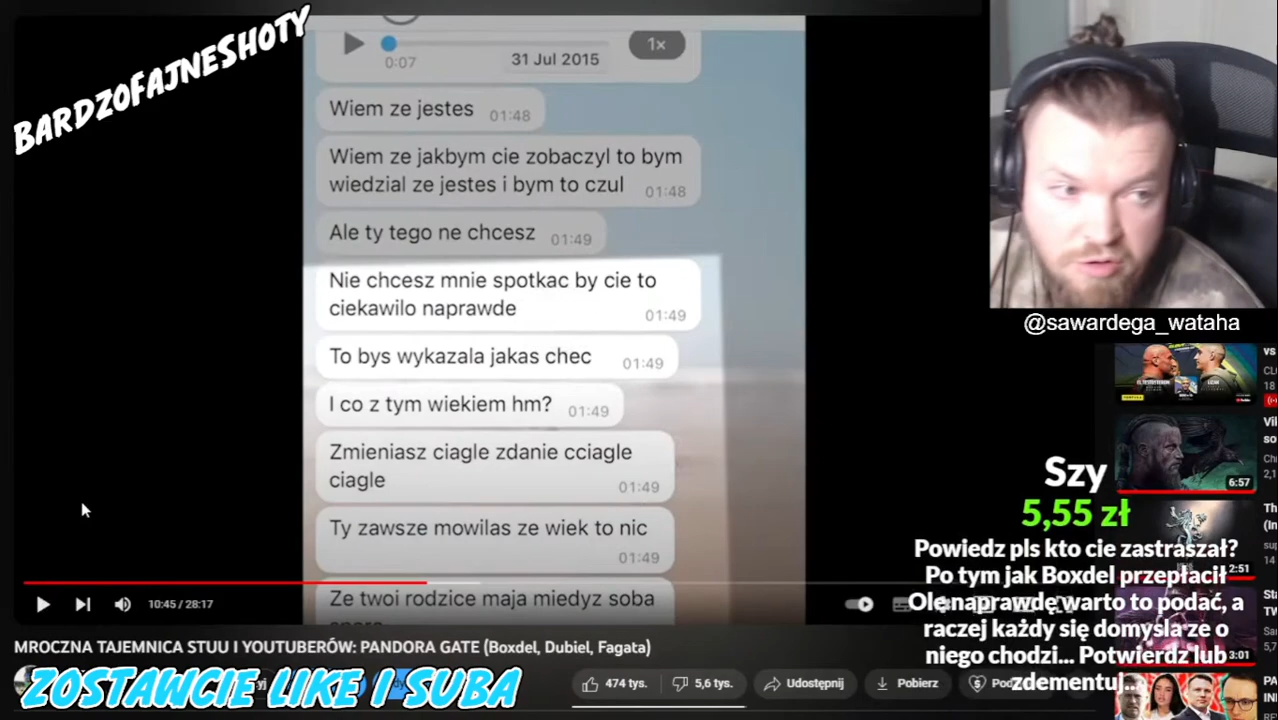 BARDZOFAJNESHOTY
0:07
31 Jul 2015
1x
Wiem ze jestes 01:48
Wiem ze jakbym cie zobaczyl to bym
wiedzial ze jestes i bym to czul 01:48
Ale ty tego ne chcesz 01:49
Nie chcesz mnie spotkac by cie to
ciekawilo naprawde 01:49
To bys wykazala jakas chec 01:49
I co z tym wiekiem hm? 01:49
Zmieniasz ciagle zdanie cciagle
ciagle 01:49
Ty zawsze mowilas ze wiek to nic
01:49
Ze twoi rodzice maja miedzy soba
10:45 / 28:17
MROCZNA TAJEMNICA STUU I YOUTUBERÓW: PANDORA GATE (Boxdel, Dubiel, Fagata)
ZOSTAWCIE LIKE I SUBA
474 tys.
5,6 tys.
Udostępnij
Pobierz
@sawardega_wataha
vs
18
6:57
2:51
3:01
Szy
5,55 zł
Powiedz pls kto cie zastraszał?
Po tym jak Boxdel przepłacił
Olę naprawdę warto to podać, a
raczej każdy się domyśla ze o
niego chodzi... Potwierdz lub
zdementuj...